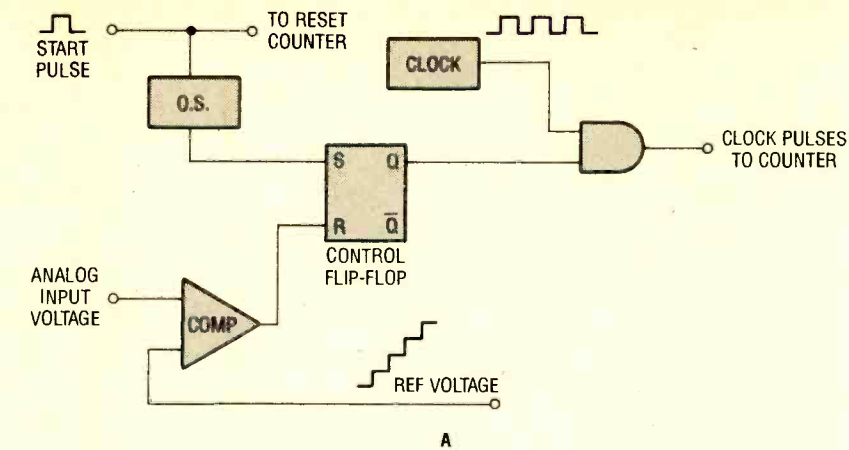 START
PULSE
TO RESET
COUNTER
O.S.
CLOCK
S Q
R Q̅
CONTROL
FLIP-FLOP
CLOCK PULSES
TO COUNTER
ANALOG
INPUT
VOLTAGE
COMP
REF VOLTAGE
A